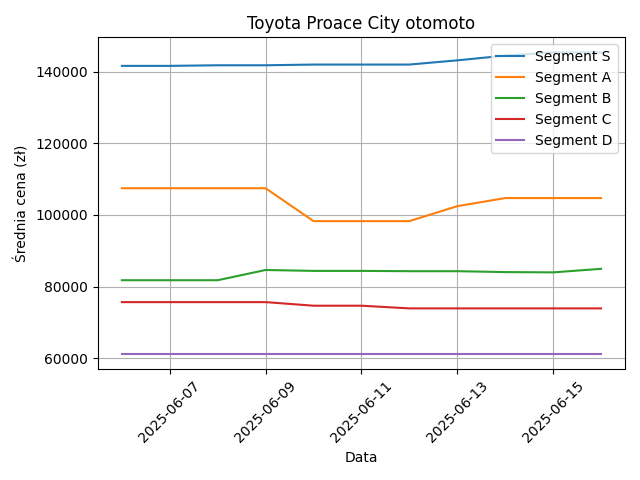 Toyota Proace City otomoto
Segment S
Segment A
Segment B
Segment C
Segment D
Średnia cena (zł)
140000
120000
100000
80000
60000
2025-06-07
2025-06-09
2025-06-11
2025-06-13
2025-06-15
Data